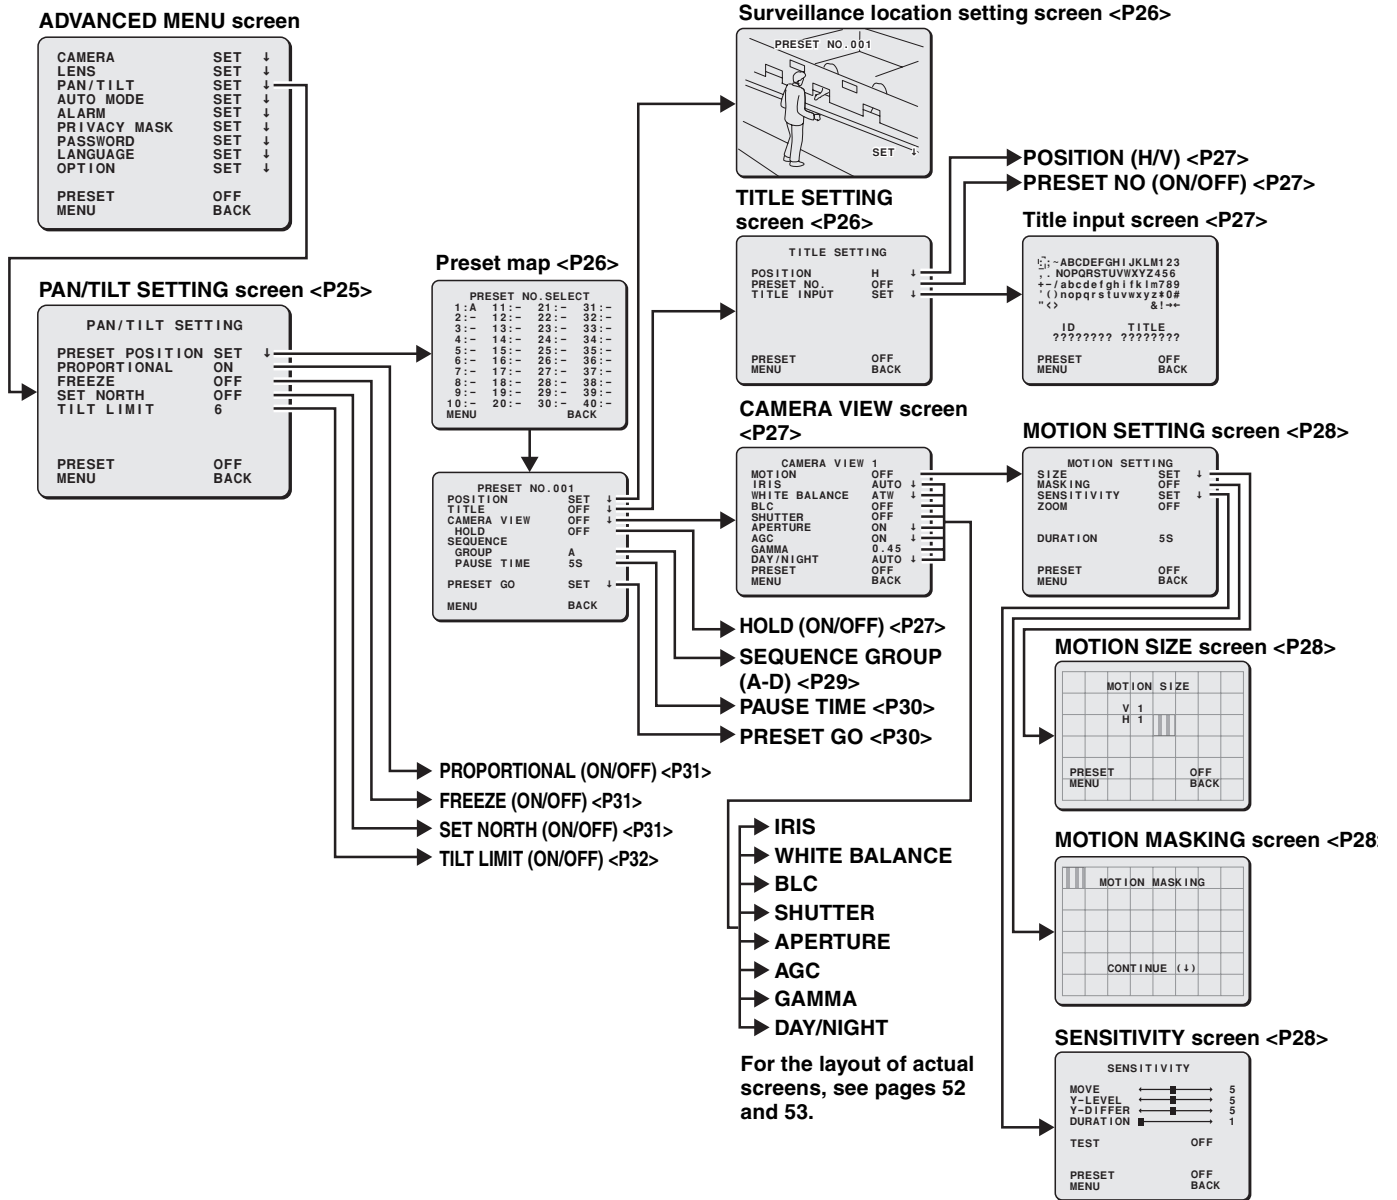 ADVANCED MENU screen
CAMERA SET ↓
LENS SET ↓
PAN/TILT SET ↓
AUTO MODE SET ↓
ALARM SET ↓
PRIVACY MASK SET ↓
PASSWORD SET ↓
LANGUAGE SET ↓
OPTION SET ↓
PRESET OFF
MENU BACK
PAN/TILT SETTING screen <P25>
PAN/TILT SETTING
PRESET POSITION SET ↓
PROPORTIONAL ON
FREEZE OFF
SET NORTH OFF
TILT LIMIT 6
PRESET OFF
MENU BACK
Preset map <P26>
PRESET NO.SELECT
1:A 11:- 21:- 31:-
2:- 12:- 22:- 32:-
3:- 13:- 23:- 33:-
4:- 14:- 24:- 34:-
5:- 15:- 25:- 35:-
6:- 16:- 26:- 36:-
7:- 17:- 27:- 37:-
8:- 18:- 28:- 38:-
9:- 19:- 29:- 39:-
10:- 20:- 30:- 40:-
MENU BACK
PRESET NO.001
POSITION SET ↓
TITLE OFF ↓
CAMERA VIEW OFF ↓
HOLD OFF
SEQUENCE
GROUP A
PAUSE TIME 5S
PRESET GO SET ↓
MENU BACK
PROPORTIONAL (ON/OFF) <P31>
FREEZE (ON/OFF) <P31>
SET NORTH (ON/OFF) <P31>
TILT LIMIT (ON/OFF) <P32>
Surveillance location setting screen <P26>
PRESET NO.001
SET ↓
TITLE SETTING
screen <P26>
TITLE SETTING
POSITION H ↓
PRESET NO. OFF
TITLE INPUT SET ↓
PRESET OFF
MENU BACK
POSITION (H/V) <P27>
PRESET NO (ON/OFF) <P27>
Title input screen <P27>
:;~ABCDEFGHIJKLM123
,. NOPQRSTUVWXYZ456
+-/abcdefghifklm789
'()nopqrstuvwxyz*0#
"<> &!→←
ID TITLE
???????? ????????
PRESET OFF
MENU BACK
CAMERA VIEW screen
<P27>
CAMERA VIEW 1
MOTION OFF
IRIS AUTO ↓
WHITE BALANCE ATW ↓
BLC OFF
SHUTTER OFF
APERTURE ON ↓
AGC ON ↓
GAMMA 0.45
DAY/NIGHT AUTO ↓
PRESET OFF
MENU BACK
HOLD (ON/OFF) <P27>
SEQUENCE GROUP
(A-D) <P29>
PAUSE TIME <P30>
PRESET GO <P30>
IRIS
WHITE BALANCE
BLC
SHUTTER
APERTURE
AGC
GAMMA
DAY/NIGHT
For the layout of actual
screens, see pages 52
and 53.
MOTION SETTING screen <P28>
MOTION SETTING
SIZE SET ↓
MASKING OFF
SENSITIVITY SET ↓
ZOOM OFF
DURATION 5S
PRESET OFF
MENU BACK
MOTION SIZE screen <P28>
MOTION SIZE
V 1
H 1
PRESET OFF
MENU BACK
MOTION MASKING screen <P28
MOTION MASKING
CONTINUE (↓)
SENSITIVITY screen <P28>
SENSITIVITY
MOVE 5
Y-LEVEL 5
Y-DIFFER 5
DURATION 1
TEST OFF
PRESET OFF
MENU BACK